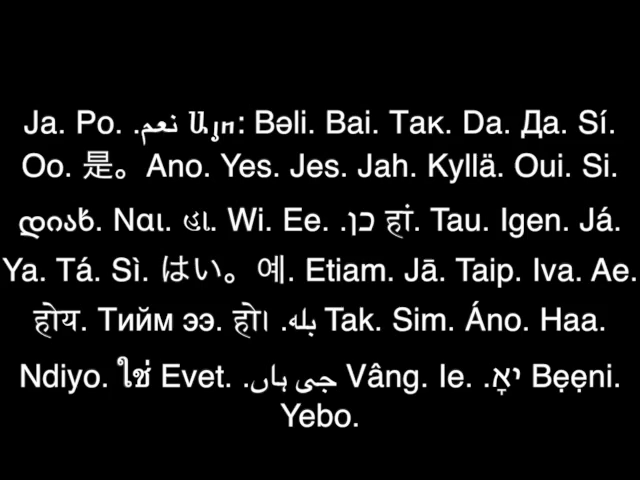 Ja. Po. نعم. Այո: Bəli. Bai. Так. Da. Да. Sí.
Oo. 是。Ano. Yes. Jes. Jah. Kyllä. Oui. Si.
დიახ. Ναι. હા. Wi. Ee. כן. हां. Tau. Igen. Já.
Ya. Tá. Sì. はい。예. Etiam. Jā. Taip. Iva. Ae.
होय. Тийм ээ. हो। بله. Tak. Sim. Áno. Haa.
Ndiyo. ใช่ Evet. جی ہاں. Vâng. Ie. יאָ. Bẹẹni.
Yebo.